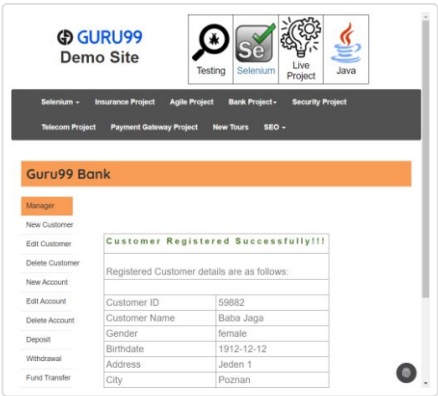 GURU99
Demo Site
Se
Testing
Selenium
Live
Project
Java
Selenium
Insurance Project
Agile Project
Bank Project
Security Project
Telecom Project
Payment Gateway Project
New Tours
SEO
Guru99 Bank
Manager
New Customer
Edit Customer
Delete Customer
New Account
Edit Account
Delete Account
Deposit
Withdrawal
Fund Transfer
Customer Registered Successfully!!!
Registered Customer details are as follows:
Customer ID 59882
Customer Name Baba Jaga
Gender female
Birthdate 1912-12-12
Address Jeden 1
City Poznan